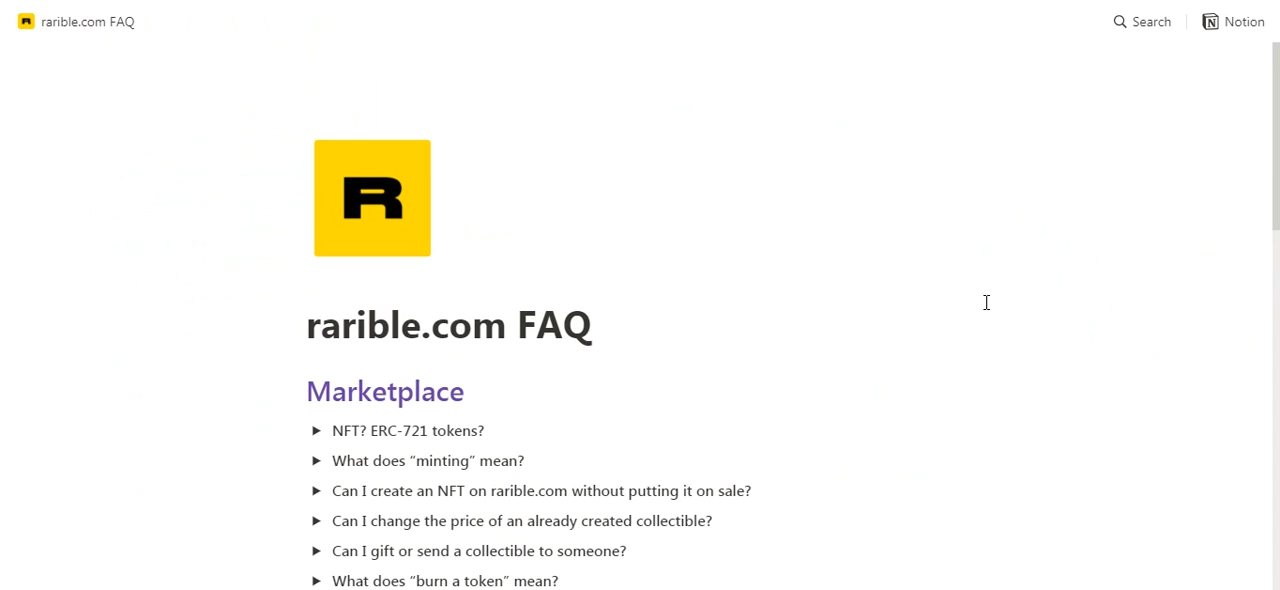 rarible.com FAQ
Search
Notion
R
rarible.com FAQ
Marketplace
NFT? ERC-721 tokens?
What does “minting” mean?
Can I create an NFT on rarible.com without putting it on sale?
Can I change the price of an already created collectible?
Can I gift or send a collectible to someone?
What does “burn a token” mean?